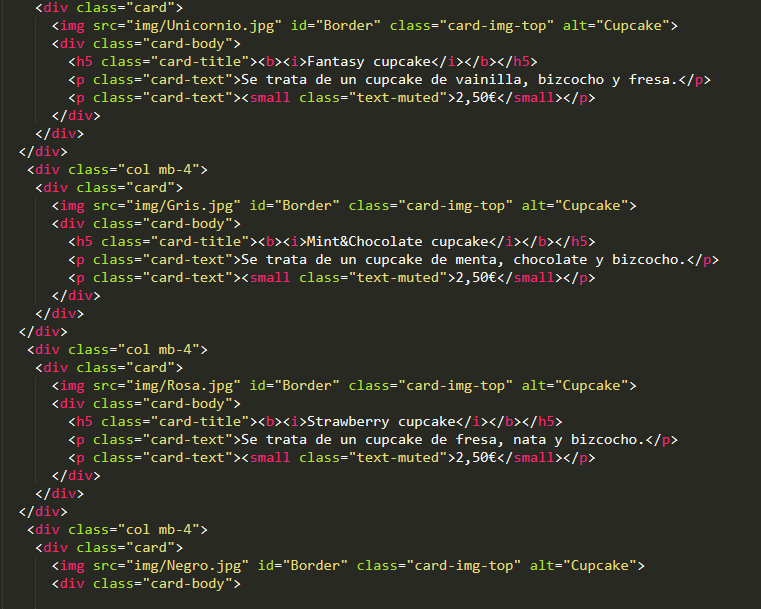 <div class="card">
<img src="img/Unicornio.jpg" id="Border" class="card-img-top" alt="Cupcake">
<div class="card-body">
<h5 class="card-title"><b><i>Fantasy cupcake</i></b></h5>
<p class="card-text">Se trata de un cupcake de vainilla, bizcocho y fresa.</p>
<p class="card-text"><small class="text-muted">2,50€</small></p>
</div>
</div>
</div>
<div class="col mb-4">
<div class="card">
<img src="img/Gris.jpg" id="Border" class="card-img-top" alt="Cupcake">
<div class="card-body">
<h5 class="card-title"><b><i>Mint&Chocolate cupcake</i></b></h5>
<p class="card-text">Se trata de un cupcake de menta, chocolate y bizcocho.</p>
<p class="card-text"><small class="text-muted">2,50€</small></p>
</div>
</div>
</div>
<div class="col mb-4">
<div class="card">
<img src="img/Rosa.jpg" id="Border" class="card-img-top" alt="Cupcake">
<div class="card-body">
<h5 class="card-title"><b><i>Strawberry cupcake</i></b></h5>
<p class="card-text">Se trata de un cupcake de fresa, nata y bizcocho.</p>
<p class="card-text"><small class="text-muted">2,50€</small></p>
</div>
</div>
</div>
<div class="col mb-4">
<div class="card">
<img src="img/Negro.jpg" id="Border" class="card-img-top" alt="Cupcake">
<div class="card-body">